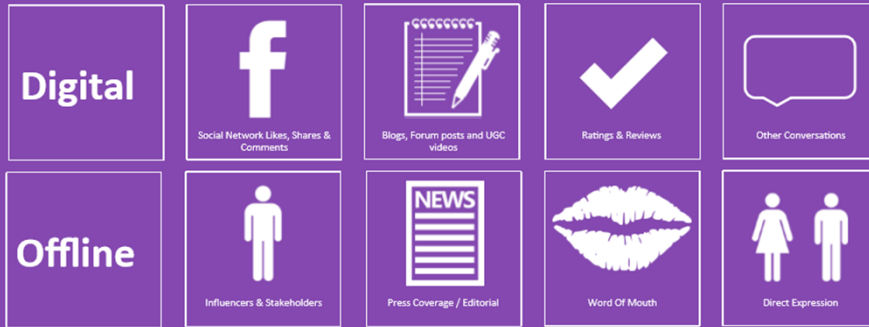 Digital
Social Network Likes, Shares &
Comments
Blogs, Forum posts and UGC
videos
Ratings & Reviews
Other Conversations
Offline
Influencers & Stakeholders
NEWS
Press Coverage / Editorial
Word Of Mouth
Direct Expression